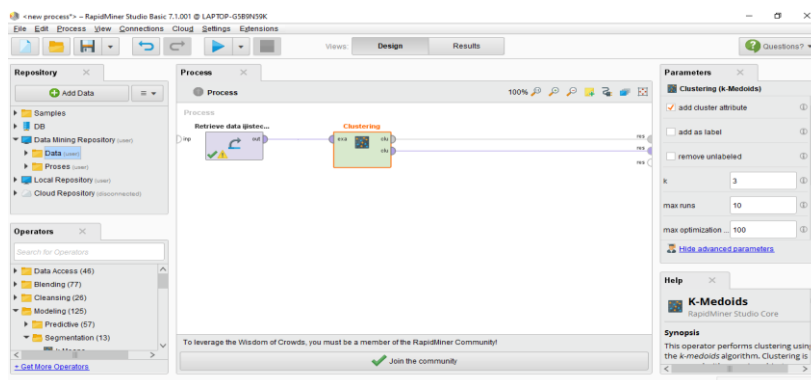 <new process*> – RapidMiner Studio Basic 7.1.001 @ LAPTOP-G5B9N59K
File Edit Process View Connections Cloud Settings Extensions
Views: Design Results Questions?
Repository
Add Data
Samples
DB
Data Mining Repository (user)
Data (user)
Proses (user)
Local Repository (user)
Cloud Repository (disconnected)
Operators
Search for Operators
Data Access (46)
Blending (77)
Cleansing (26)
Modeling (125)
Predictive (57)
Segmentation (13)
Get More Operators
Process
Process 100%
Process
Retrieve data Clustering
inp out exa clu res
clu res
res
To leverage the Wisdom of Crowds, you must be a member of the RapidMiner Community!
Join the community
Parameters
Clustering (k-Medoids)
add cluster attribute
add as label
remove unlabeled
k 3
max runs 10
max optimization ... 100
Hide advanced parameters
Help
K-Medoids
RapidMiner Studio Core
Synopsis
This operator performs clustering using
the k-medoids algorithm. Clustering is